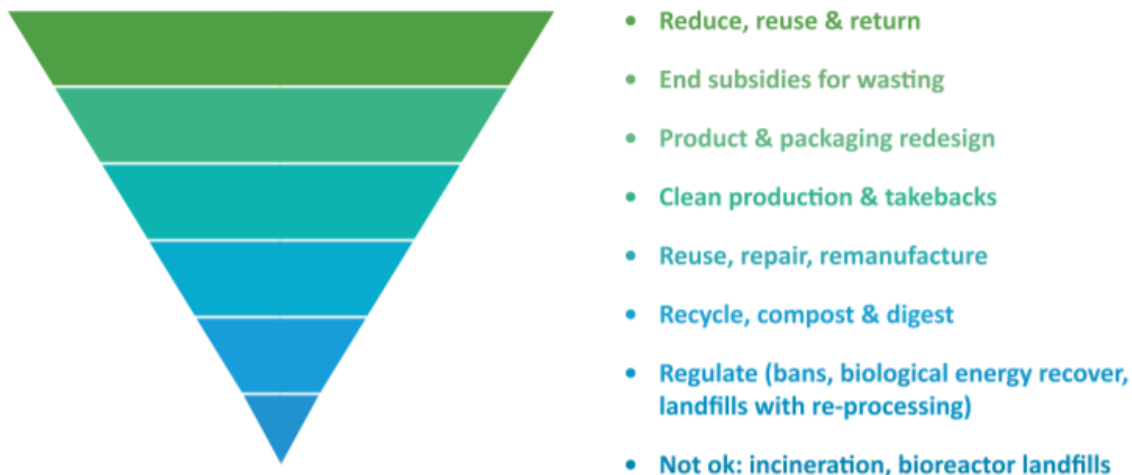 • Reduce, reuse & return
• End subsidies for wasting
• Product & packaging redesign
• Clean production & takebacks
• Reuse, repair, remanufacture
• Recycle, compost & digest
• Regulate (bans, biological energy recover,
landfills with re-processing)
• Not ok: incineration, bioreactor landfills